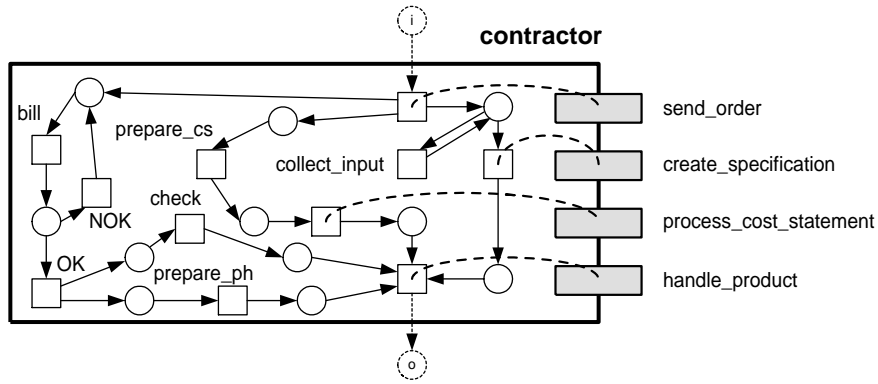 i
contractor
bill
prepare_cs
send_order
collect_input
create_specification
NOK
check
process_cost_statement
OK
prepare_ph
handle_product
o